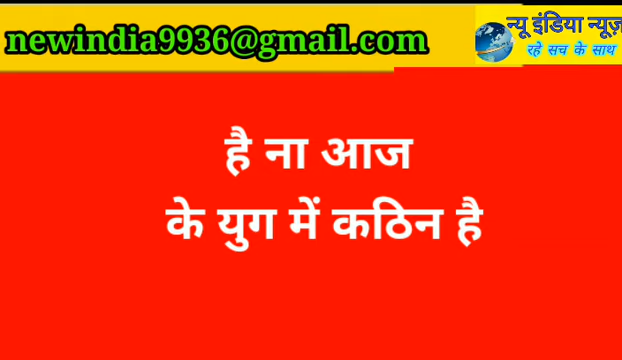 newindia9936@gmail.com
न्यू इंडिया न्यूज़
रहे सच के साथ
है ना आज
के युग में कठिन है